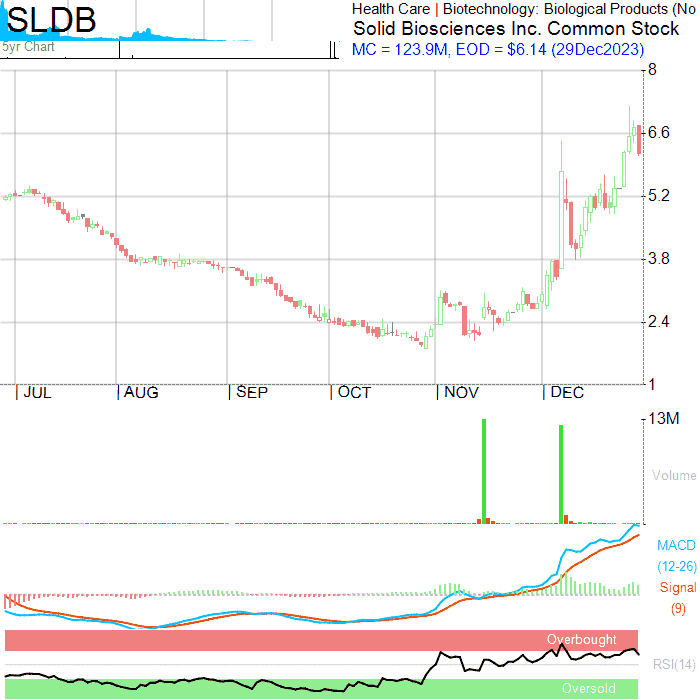 SLDB
5yr Chart
Health Care | Biotechnology: Biological Products (No
Solid Biosciences Inc. Common Stock
MC = 123.9M, EOD = $6.14 (29Dec2023)
8
6.6
5.2
3.8
2.4
1
| JUL | AUG | SEP | OCT | NOV | DEC
13M
Volume
MACD
(12-26)
Signal
(9)
Overbought
RSI(14)
Oversold